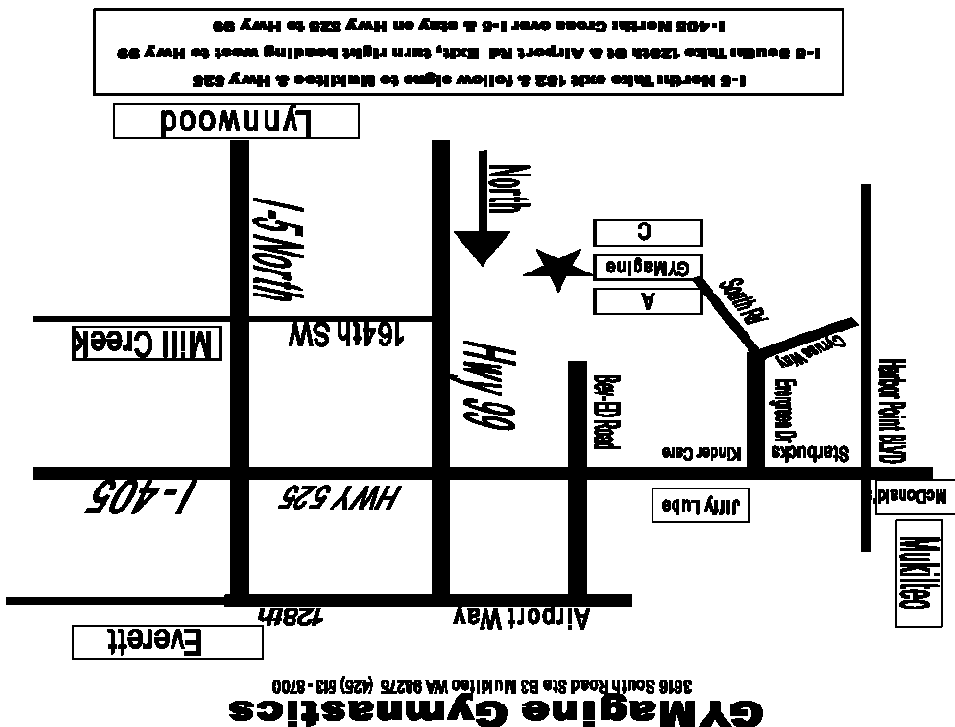 GYMagine Gymnastics
3616 South Road Ste B3 Mukilteo WA 98275 (425) 513 - 8700
Everett
Airport Way
128th
Mukilteo
McDonald's
Jiffy Lube
HWY 525
I-405
Harbor Point BLVD
Starbucks
Dr
Kinder Care
Cyrus Way
South Rd
Bev- ED Road
Hwy 99
164th SW
Mill Creek
A
GYMagine
C
North
I-5 North
Lynnwood
I-5 North: Take exit 182 & follow signs to Mukilteo & Hwy 525
I-5 South: Take 128th St & Airport Rd Exit, turn right heading west to Hwy 99
I-405 North: Cross over I-5 & stay on Hwy 525 to Hwy 99